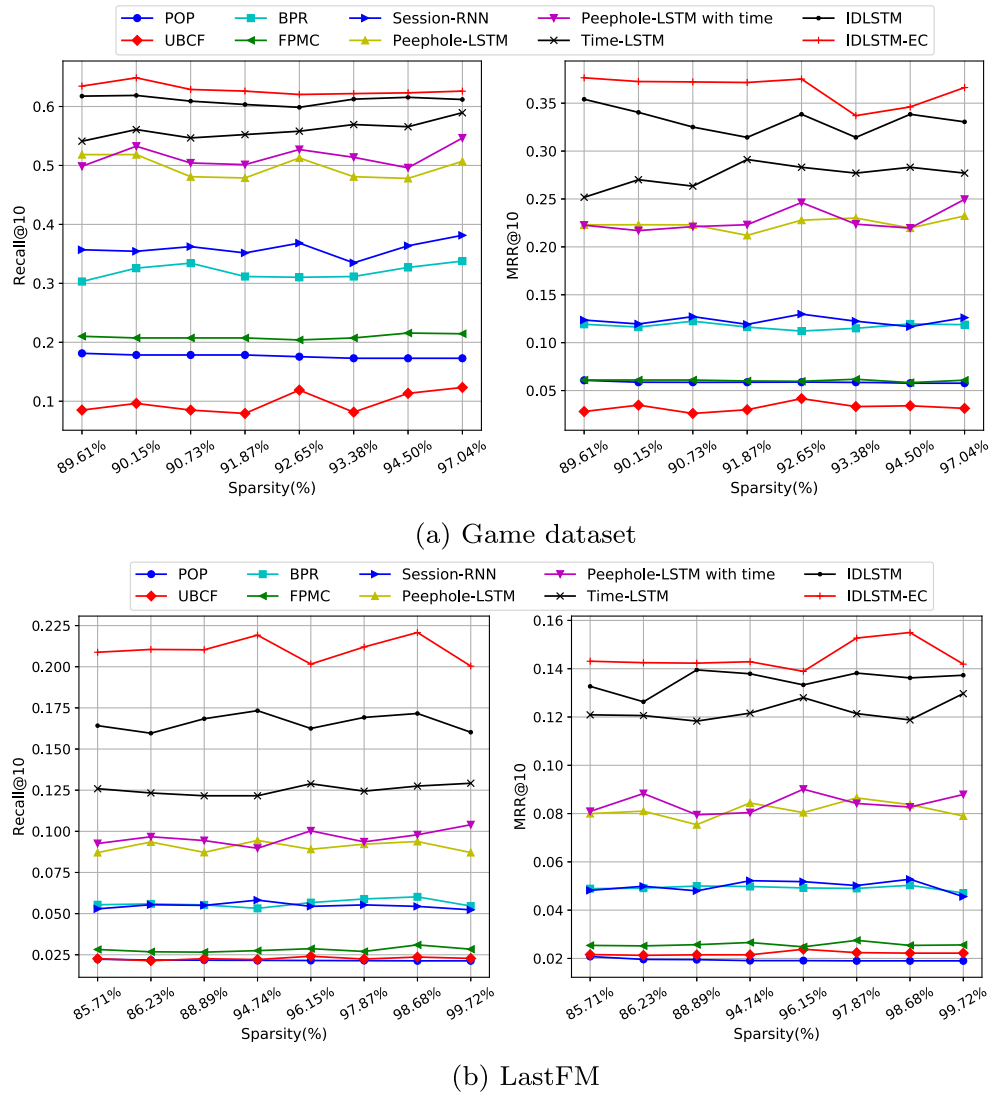 POP BPR Session-RNN Peephole-LSTM with time IDLSTM
UBCF FPMC Peephole-LSTM Time-LSTM IDLSTM-EC
Recall@10
0.6
0.5
0.4
0.3
0.2
0.1
89.61% 90.15% 90.73% 91.87% 92.65% 93.38% 94.50% 97.04%
Sparsity(%)
MRR@10
0.35
0.30
0.25
0.20
0.15
0.10
0.05
89.61% 90.15% 90.73% 91.87% 92.65% 93.38% 94.50% 97.04%
Sparsity(%)
(a) Game dataset
POP BPR Session-RNN Peephole-LSTM with time IDLSTM
UBCF FPMC Peephole-LSTM Time-LSTM IDLSTM-EC
Recall@10
0.225
0.200
0.175
0.150
0.125
0.100
0.075
0.050
0.025
85.71% 86.23% 88.89% 94.74% 96.15% 97.87% 98.68% 99.72%
Sparsity(%)
MRR@10
0.16
0.14
0.12
0.10
0.08
0.06
0.04
0.02
85.71% 86.23% 88.89% 94.74% 96.15% 97.87% 98.68% 99.72%
Sparsity(%)
(b) LastFM